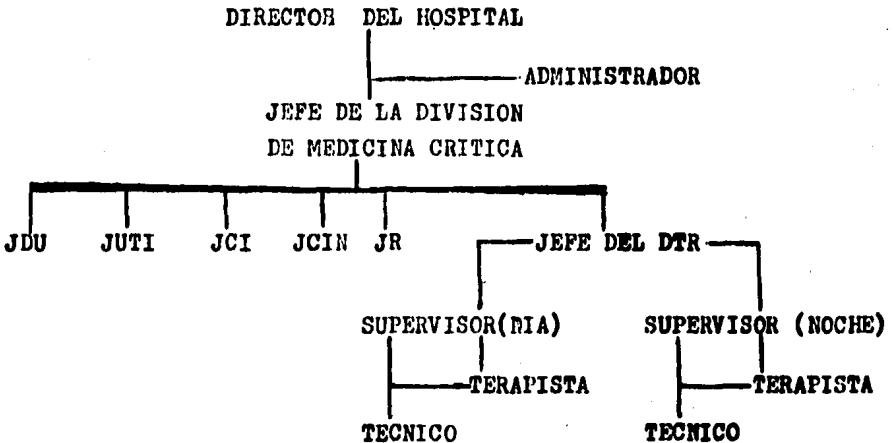 DIRECTOR DEL HOSPITAL
ADMINISTRADOR
JEFE DE LA DIVISION
DE MEDICINA CRITICA
JDU JUTI JCI JCIN JR JEFE DEL DTR
SUPERVISOR(DIA) SUPERVISOR (NOCHE)
TERAPISTA TERAPISTA
TECNICO TECNICO